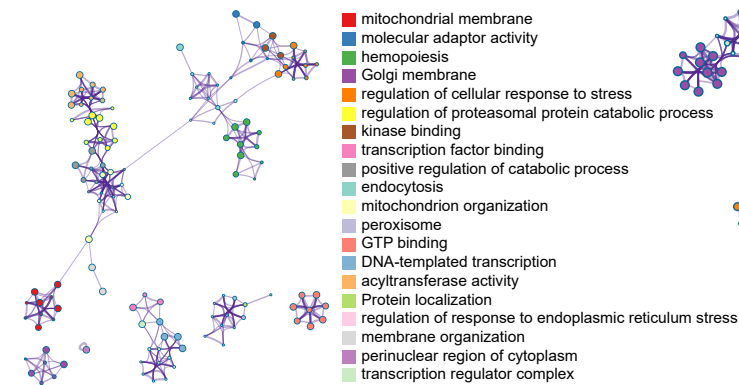 mitochondrial membrane
molecular adaptor activity
hemopoiesis
Golgi membrane
regulation of cellular response to stress
regulation of proteasomal protein catabolic process
kinase binding
transcription factor binding
positive regulation of catabolic process
endocytosis
mitochondrion organization
peroxisome
GTP binding
DNA-templated transcription
acyltransferase activity
Protein localization
regulation of response to endoplasmic reticulum stress
membrane organization
perinuclear region of cytoplasm
transcription regulator complex